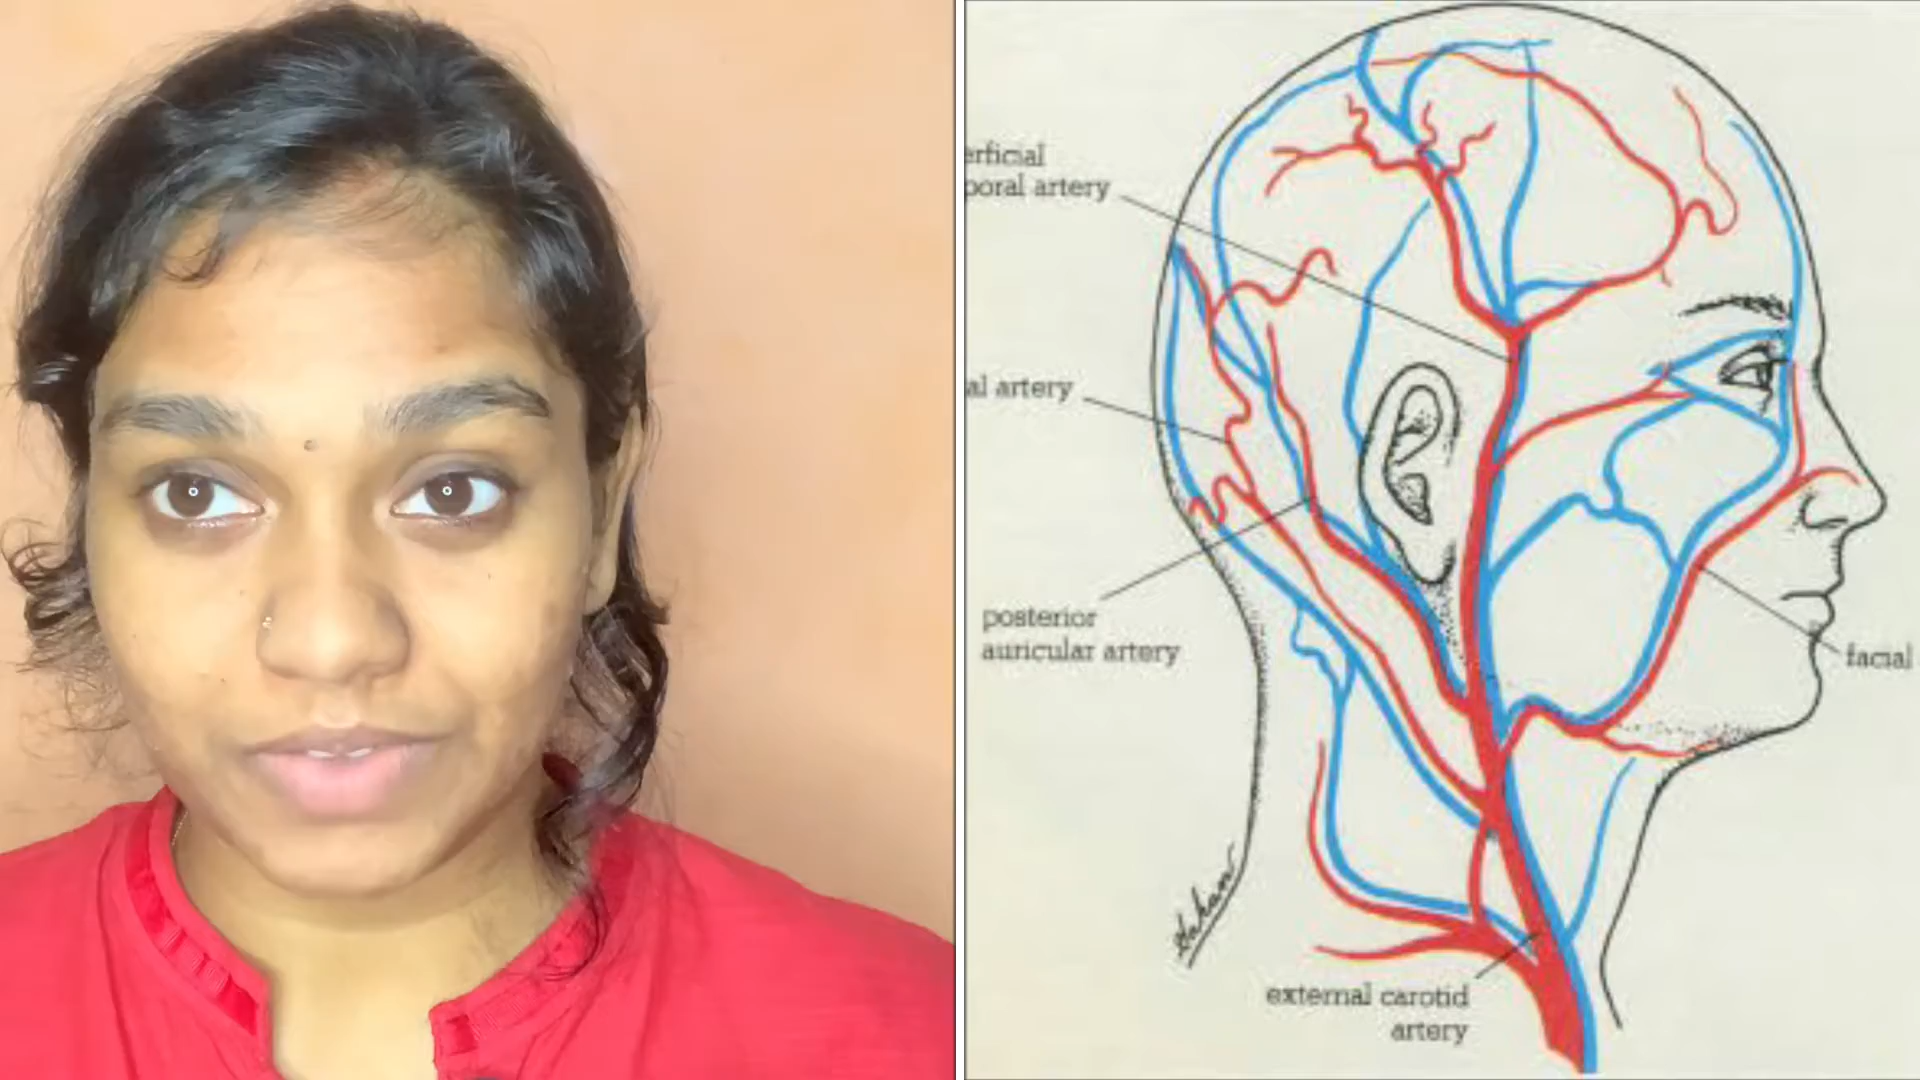 erficial
poral artery
al artery
posterior
auricular artery
facial
external carotid
artery